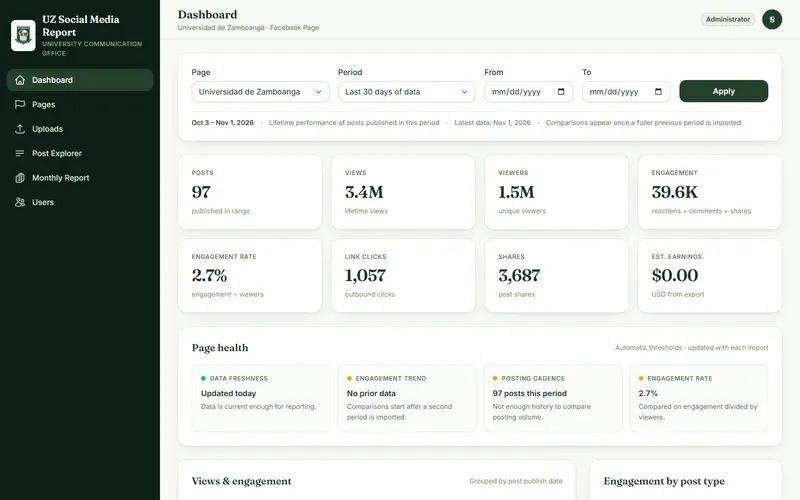 UZ Social Media
Report
UNIVERSITY COMMUNICATION
OFFICE
Dashboard
Pages
Uploads
Post Explorer
Monthly Report
Users
Dashboard
Universidad de Zamboanga · Facebook Page
Administrator
S
Page
Universidad de Zamboanga
Period
Last 30 days of data
From
mm/dd/yyyy
To
mm/dd/yyyy
Apply
Oct 3 – Nov 1, 2026 · Lifetime performance of posts published in this period · Latest data: Nov 1, 2026 · Comparisons appear once a fuller previous period is imported
POSTS
97
published in range
VIEWS
3.4M
lifetime views
VIEWERS
1.5M
unique viewers
ENGAGEMENT
39.6K
reactions + comments + shares
ENGAGEMENT RATE
2.7%
engagement ÷ viewers
LINK CLICKS
1,057
outbound clicks
SHARES
3,687
post shares
EST. EARNINGS
$0.00
USD from export
Page health
Automatic thresholds · updated with each import
DATA FRESHNESS
Updated today
Data is current enough for reporting.
ENGAGEMENT TREND
No prior data
Comparisons start after a second
period is imported.
POSTING CADENCE
97 posts this period
Not enough history to compare
posting volume.
ENGAGEMENT RATE
2.7%
Compared on engagement divided by
viewers.
Views & engagement
Grouped by post publish date
Engagement by post type